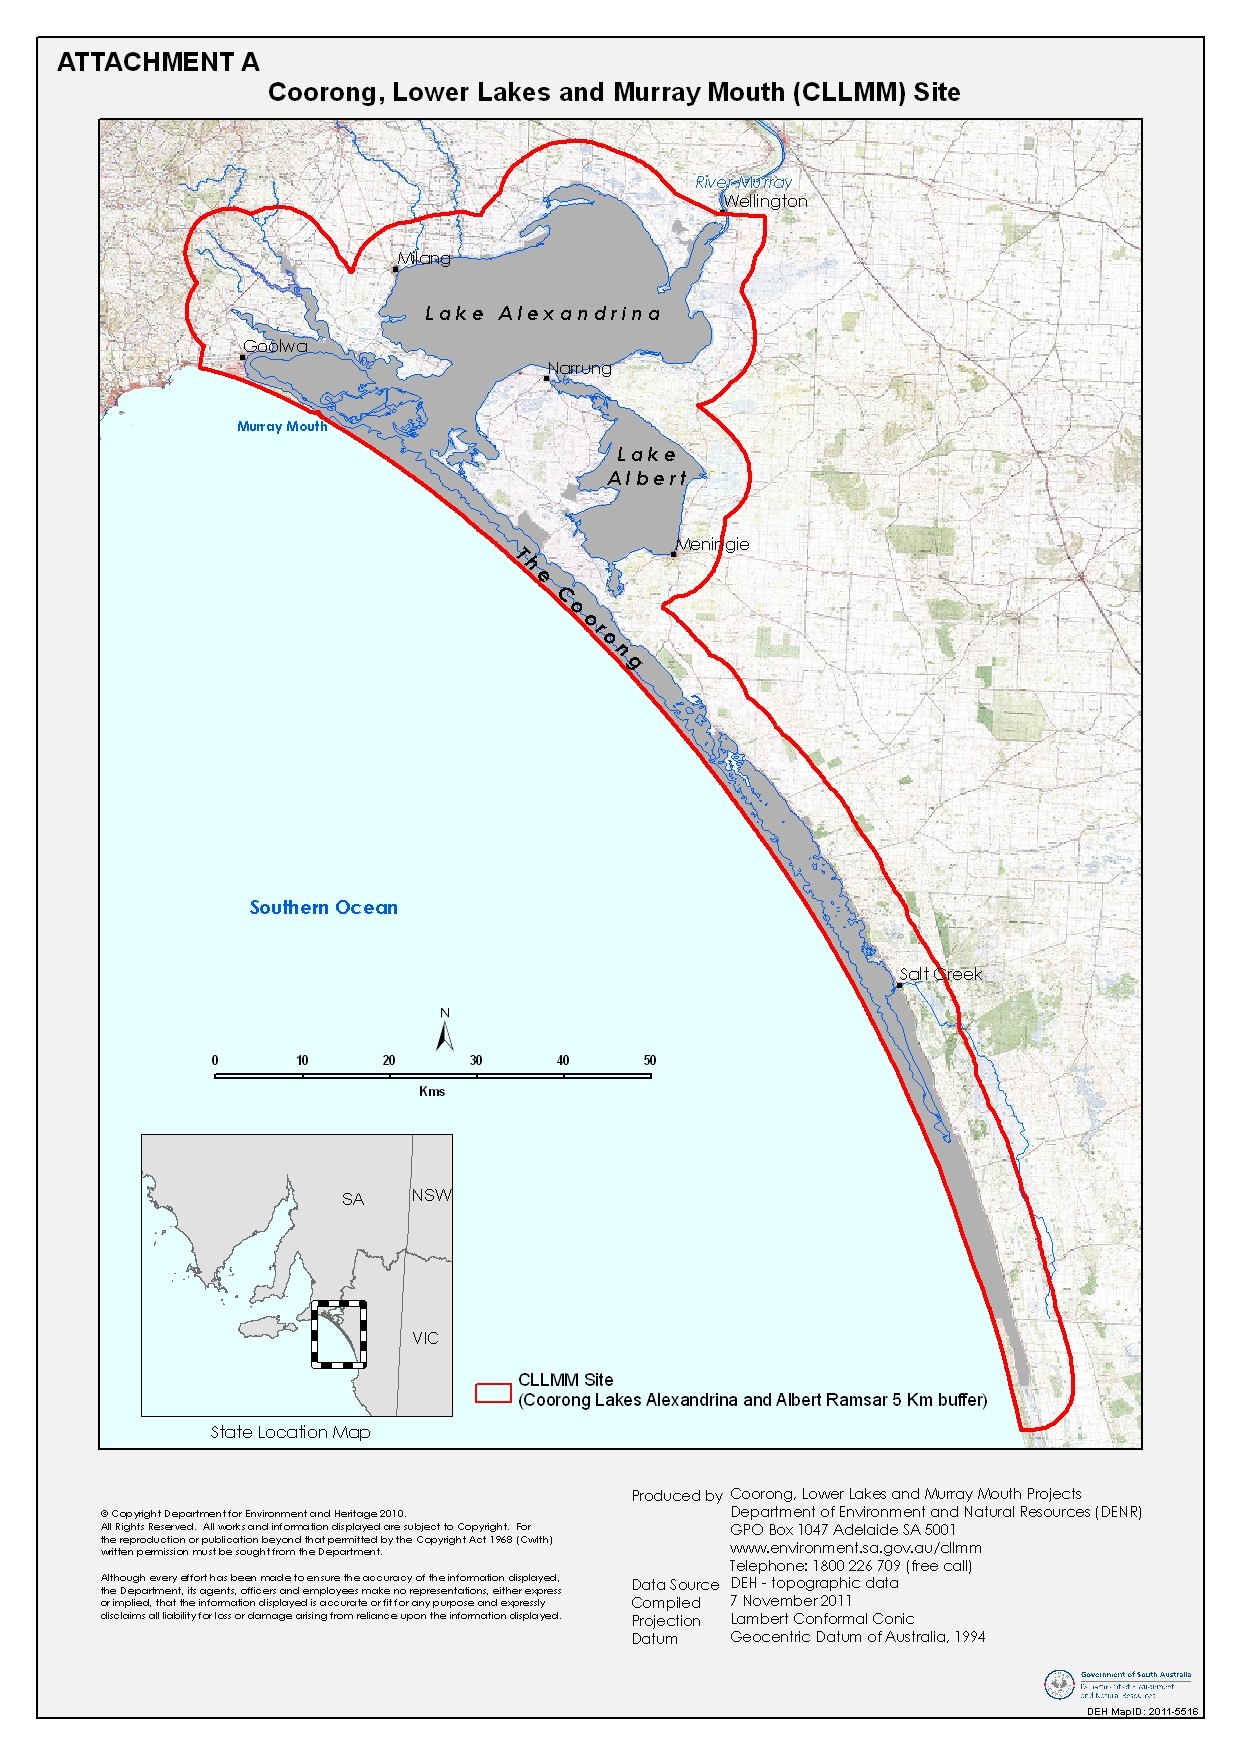 ATTACHMENT A
Coorong, Lower Lakes and Murray Mouth (CLLMM) Site
River Murray
Wellington
Milang
Lake Alexandrina
Goolwa
Narrung
Murray Mouth
Lake
Albert
Meningie
The Coorong
Southern Ocean
Salt Creek
N
0 10 20 30 40 50
Kms
SA
NSW
VIC
CLLMM Site
(Coorong Lakes Alexandrina and Albert Ramsar 5 Km buffer)
State Location Map
© Copyright Department for Environment and Heritage 2010.
All Rights Reserved. All works and information displayed are subject to Copyright. For
the reproduction or publication beyond that permitted by the Copyright Act 1968 (Cwlth)
written permission must be sought from the Department.
Although every effort has been made to ensure the accuracy of the information displayed,
the Department, its agents, officers and employees make no representations, either express
or implied, that the information displayed is accurate or fit for any purpose and expressly
disclaims all liability for loss or damage arising from reliance upon the information displayed.
Produced by Coorong, Lower Lakes and Murray Mouth Projects
Department of Environment and Natural Resources (DENR)
GPO Box 1047 Adelaide SA 5001
www.environment.sa.gov.au/cllmm
Telephone: 1800 226 709 (free call)
Data Source DEH - topographic data
Compiled 7 November 2011
Projection Lambert Conformal Conic
Datum Geocentric Datum of Australia, 1994
Government of South Australia
Department of Environment
and Natural Resources
DEH MapID: 2011-5516